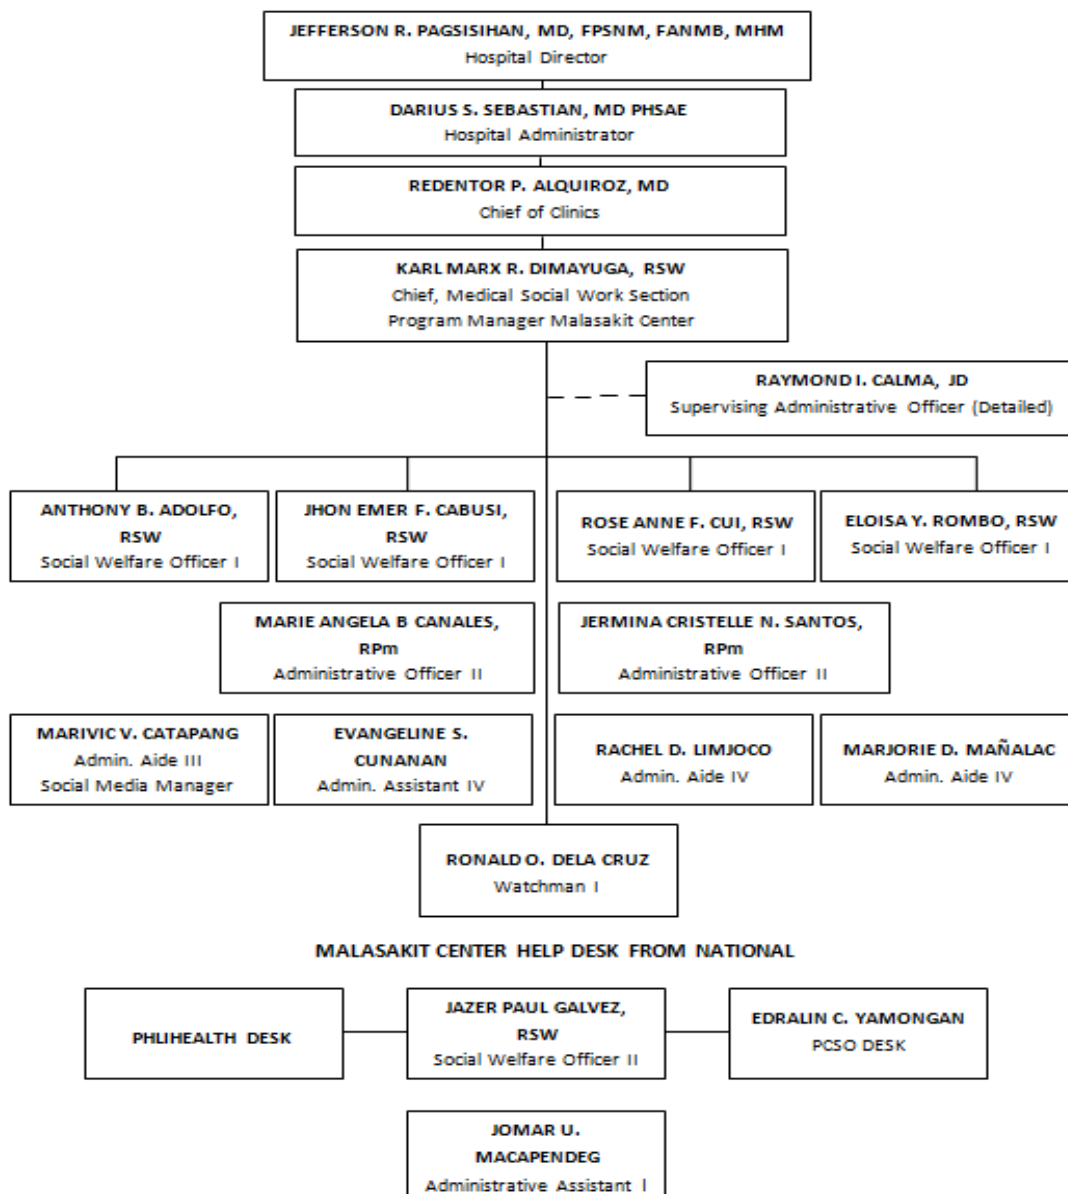 JEFFERSON R. PAGSISIHAN, MD, FPSNM, FANMB, MHM
Hospital Director
DARIUS S. SEBASTIAN, MD PHSAE
Hospital Administrator
REDENTOR P. ALQUIROZ, MD
Chief of Clinics
KARL MARX R. DIMAYUGA, RSW
Chief, Medical Social Work Section
Program Manager Malasakit Center
RAYMOND I. CALMA, JD
Supervising Administrative Officer (Detailed)
ANTHONY B. ADOLFO,
RSW
Social Welfare Officer I
JHON EMER F. CABUSI,
RSW
Social Welfare Officer I
ROSE ANNE F. CUI, RSW
Social Welfare Officer I
ELOISA Y. ROMBO, RSW
Social Welfare Officer I
MARIE ANGELA B CANALES,
RPm
Administrative Officer II
JERMINA CRISTELLE N. SANTOS,
RPm
Administrative Officer II
MARIVIC V. CATAPANG
Admin. Aide III
Social Media Manager
EVANGELINE S.
CUNANAN
Admin. Assistant IV
RACHEL D. LIMJOCO
Admin. Aide IV
MARJORIE D. MAÑALAC
Admin. Aide IV
RONALD O. DELA CRUZ
Watchman I
MALASAKIT CENTER HELP DESK FROM NATIONAL
PHLIHEALTH DESK
JAZER PAUL GALVEZ,
RSW
Social Welfare Officer II
EDRALIN C. YAMONGAN
PCSO DESK
JOMAR U.
MACAPENDEG
Administrative Assistant I